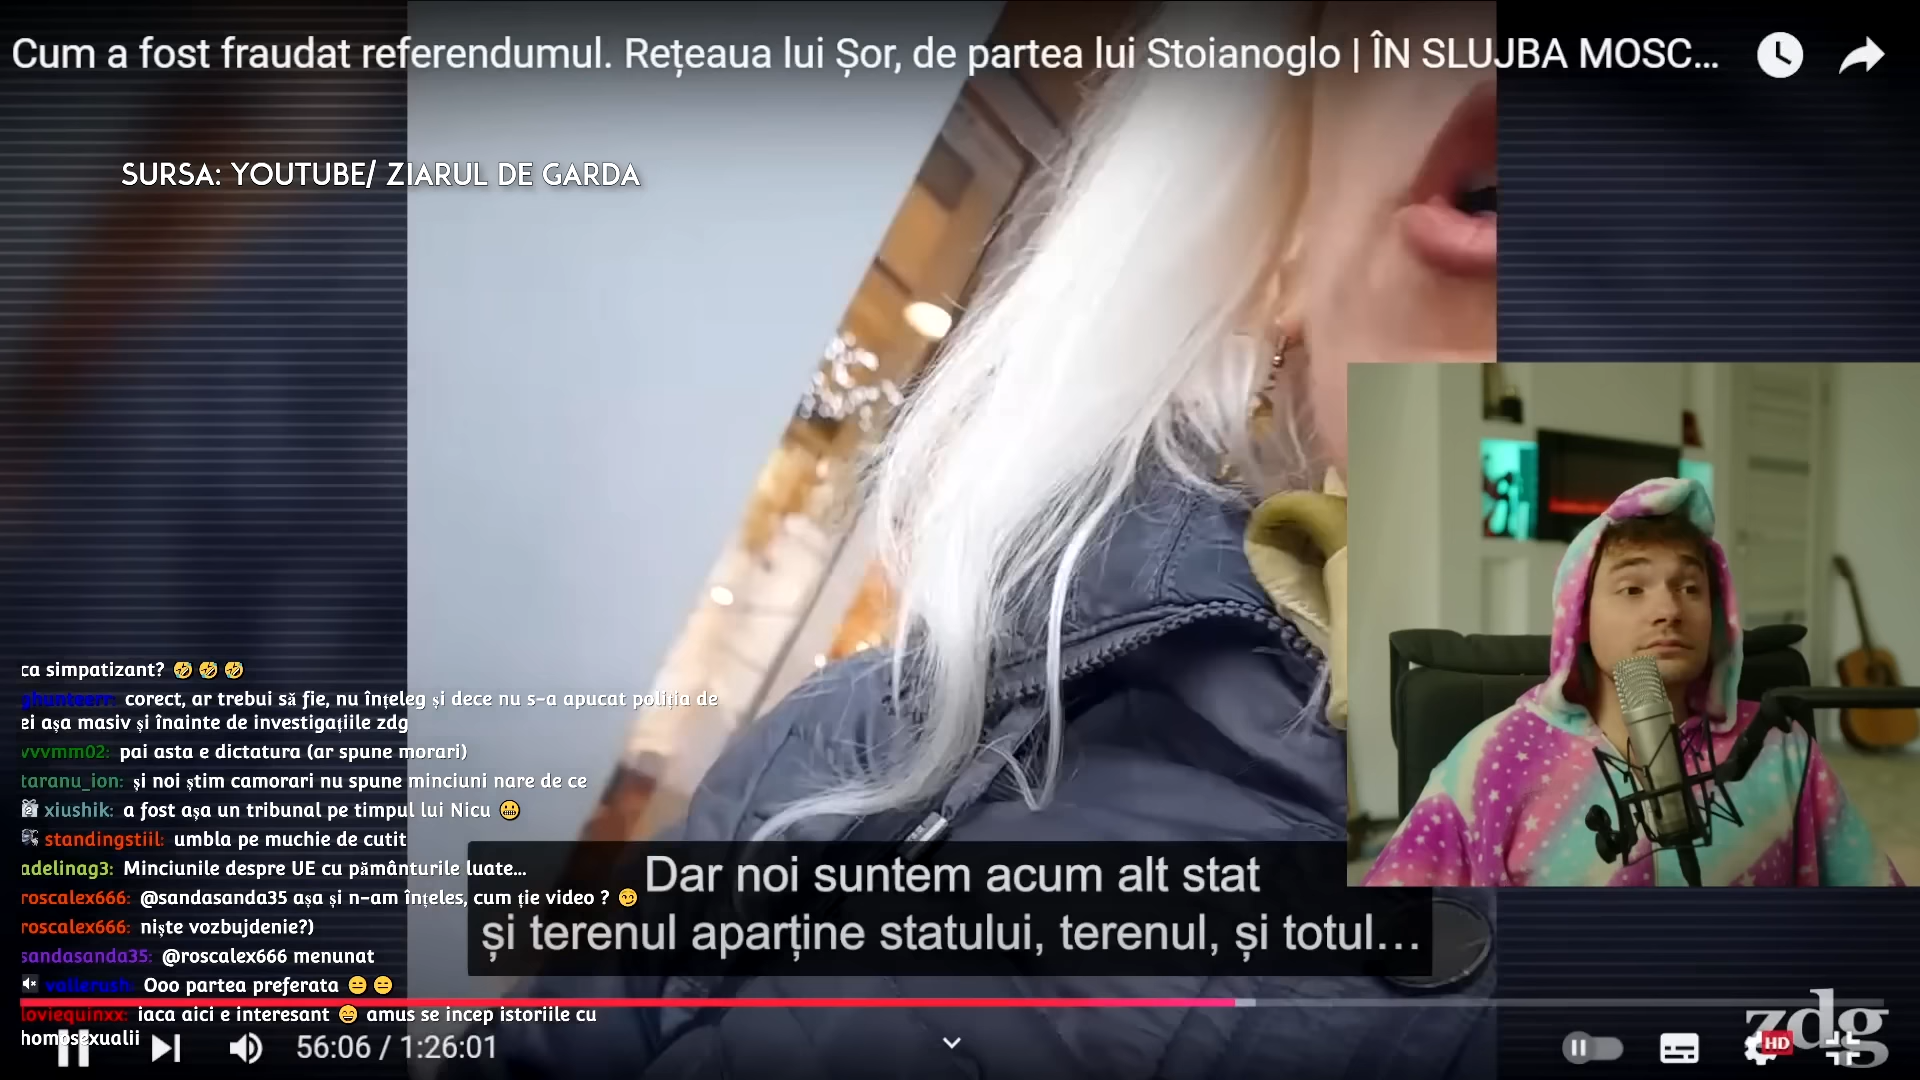 Cum a fost fraudat referendumul. Rețeaua lui Șor, de partea lui Stoianoglo | ÎN SLUJBA MOSC...
SURSA: YOUTUBE/ ZIARUL DE GARDA
ca simpatizant? 🤣 🤣 🤣
ghunteerr: corect, ar trebui să fie, nu înțeleg și dece nu s-a apucat poliția de
ei așa masiv și înainte de investigațiile zdg
vvvmm02: pai asta e dictatura (ar spune morari)
taranu_ion: și noi știm camorari nu spune minciuni nare de ce
xiushik: a fost așa un tribunal pe timpul lui Nicu 😬
standingstiil: umbla pe muchie de cutit
adelinag3: Minciunile despre UE cu pământurile luate...
roscalex666: @sandasanda35 așa și n-am înțeles, cum ție video ? 😏
roscalex666: niște vozbujdenie?)
sandasanda35: @roscalex666 menunat
vallerush: Ooo partea preferata 😑 😑
loviequinxx: iaca aici e interesant 😄 amus se incep istoriile cu
homosexualii
Dar noi suntem acum alt stat
și terenul aparține statului, terenul, și totul...
56:06 / 1:26:01
HD
zdg